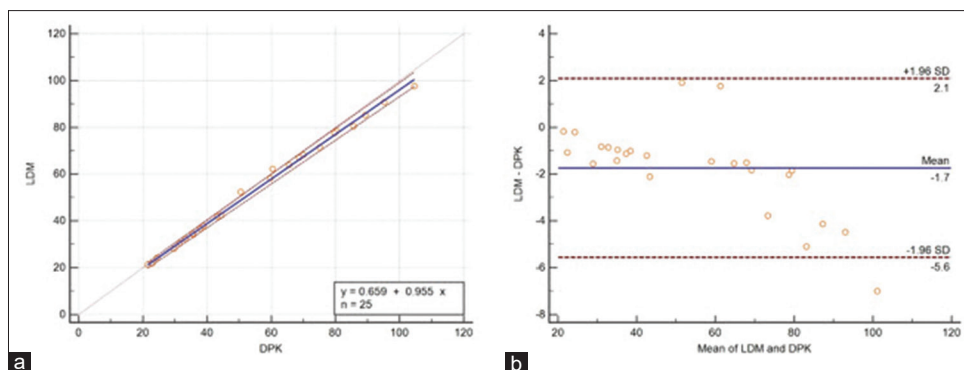 120
100
80
60
40
20
0
LDM
0 20 40 60 80 100 120
DPK
y = 0.659 + 0.955 x
n = 25
a
4
2
0
-2
-4
-6
-8
LDM - DPK
+1.96 SD
2.1
Mean
-1.7
-1.96 SD
-5.6
20 40 60 80 100 120
Mean of LDM and DPK
b